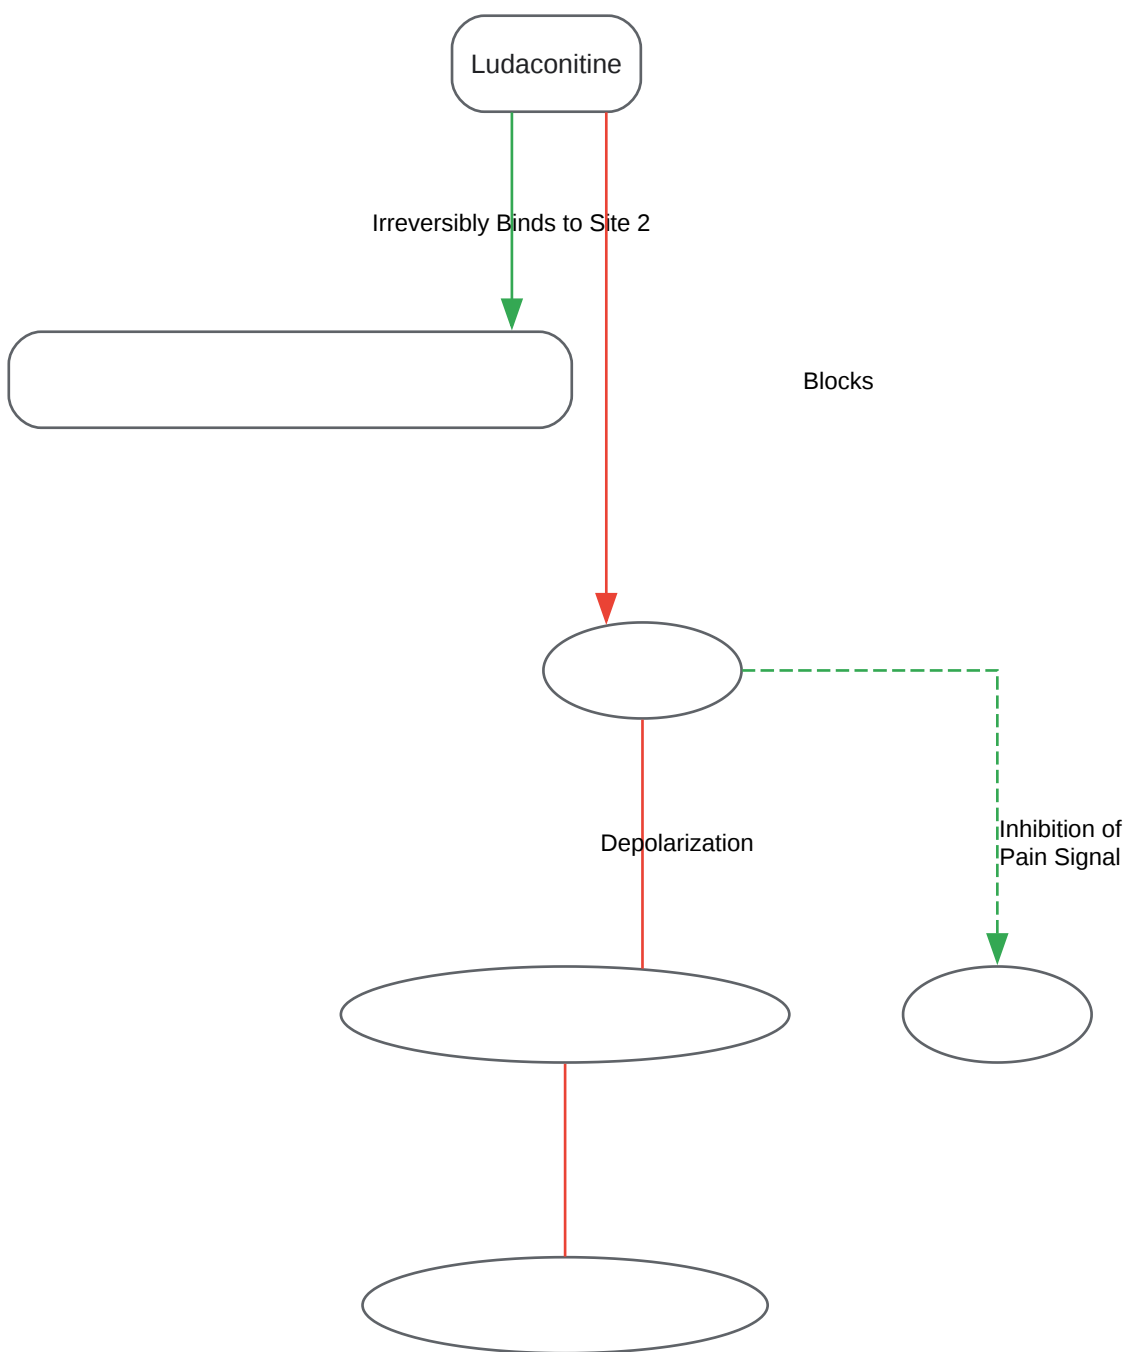 Ludaconitine
Irreversibly Binds to Site 2
Blocks
Depolarization
Inhibition of
Pain Signal